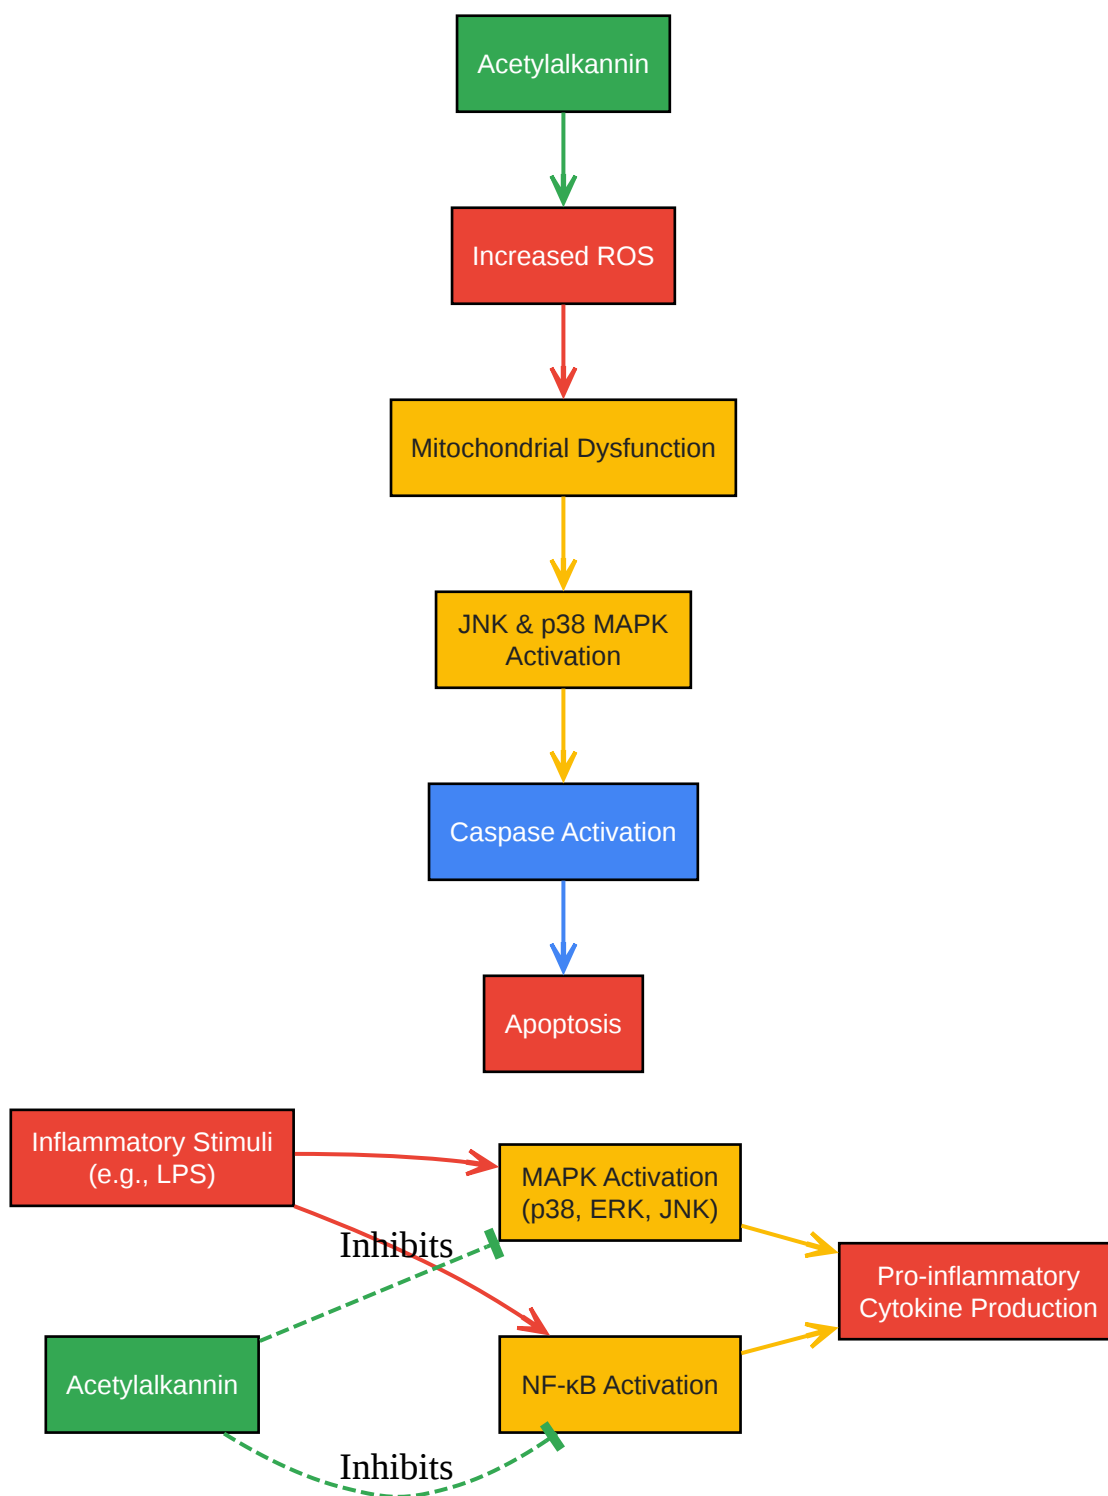 Acetylalkannin
Increased ROS
Mitochondrial Dysfunction
JNK & p38 MAPK
Activation
Caspase Activation
Apoptosis
Inflammatory Stimuli
(e.g., LPS)
MAPK Activation
(p38, ERK, JNK)
Inhibits
Pro-inflammatory
Cytokine Production
Acetylalkannin
NF-κB Activation
Inhibits